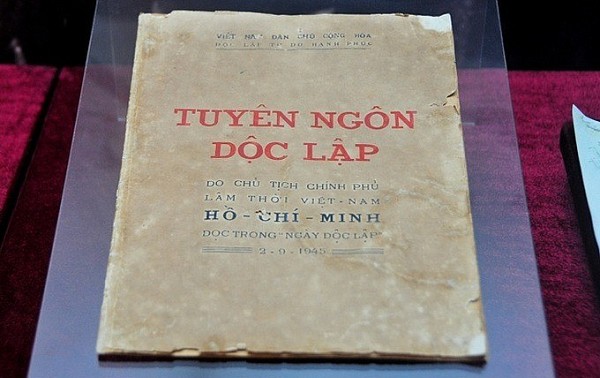 VIỆT NAM DÂN CHỦ CỘNG HÒA
ĐỘC LẬP TỰ DO HẠNH PHÚC
TUYÊN NGÔN
ĐỘC LẬP
DO CHỦ TỊCH CHÍNH PHỦ
LÂM THỜI VIỆT-NAM
HỒ-CHÍ-MINH
ĐỌC TRONG "NGÀY ĐỘC LẬP"
2-9-1945